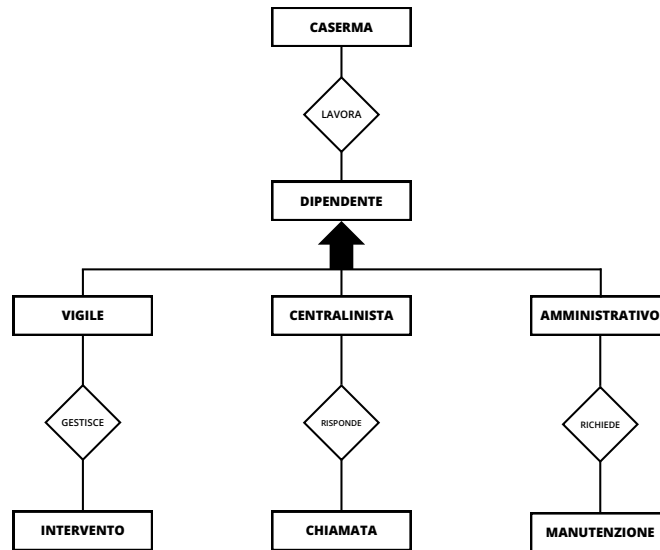 CASERMA
LAVORA
DIPENDENTE
VIGILE
CENTRALINISTA
AMMINISTRATIVO
GESTISCE
RISPONDE
RICHIEDE
INTERVENTO
CHIAMATA
MANUTENZIONE